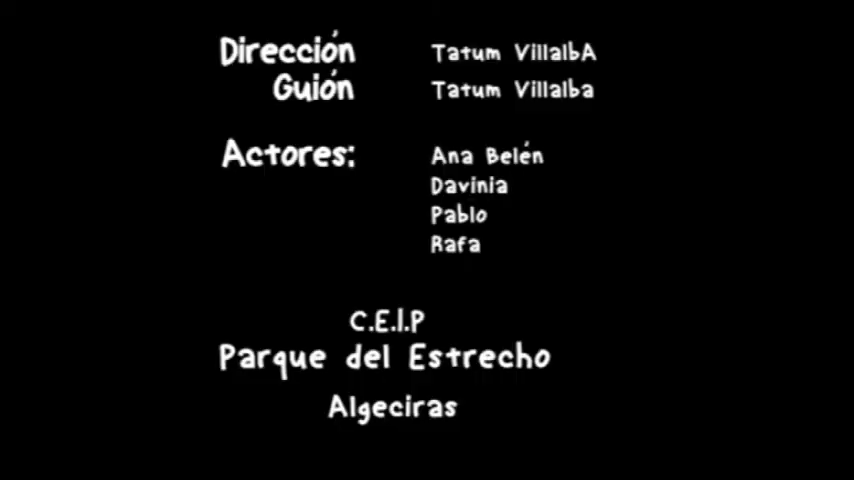 Dirección Tatum VillalbA
Guión Tatum Villalba
Actores: Ana Belén
Davinia
Pablo
Rafa
C.E.I.P
Parque del Estrecho
Algeciras